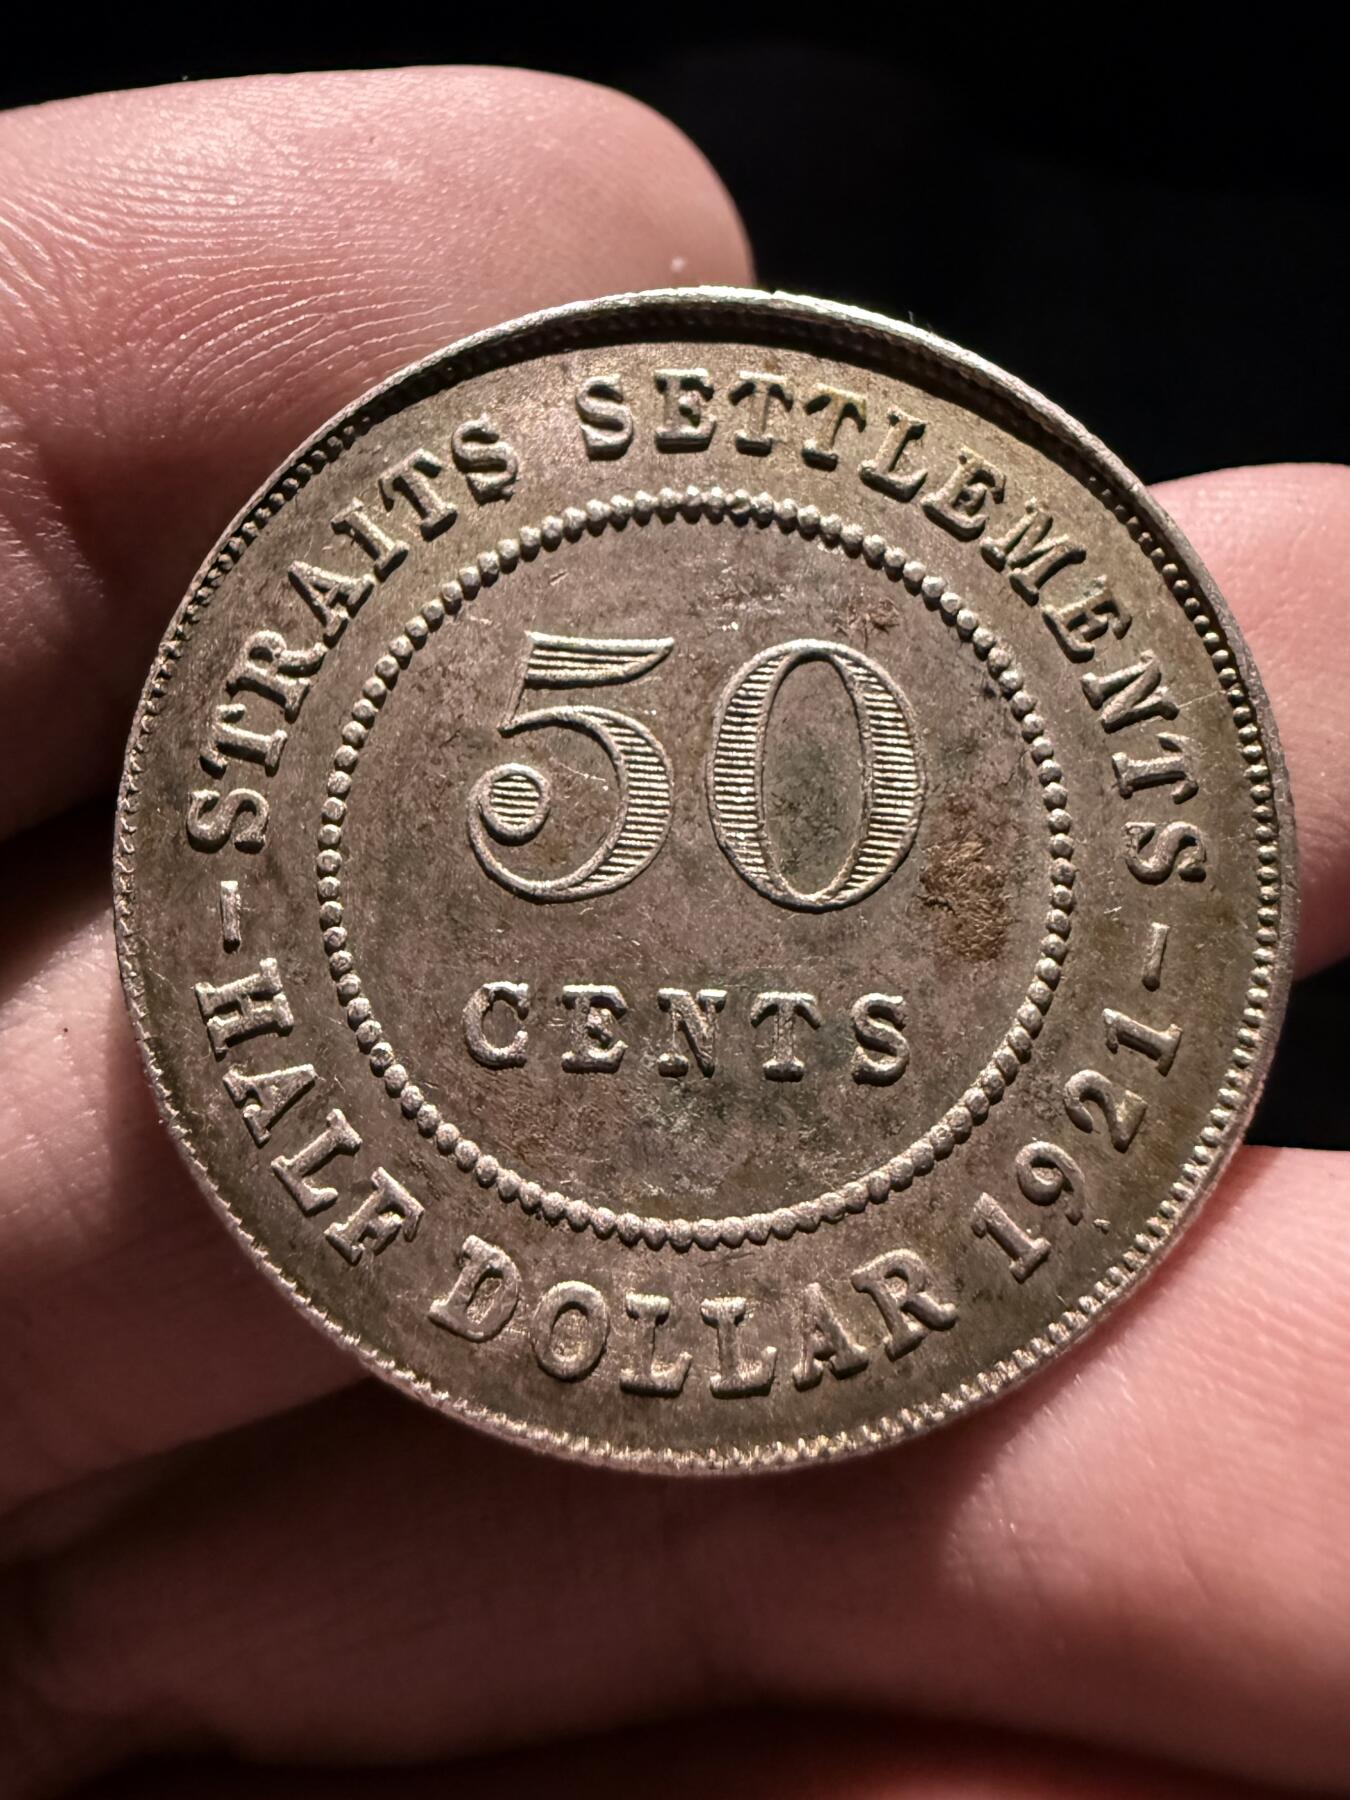 STRAITS SETTLEMENTS
50
CENTS
- HALF DOLLAR 1921 -